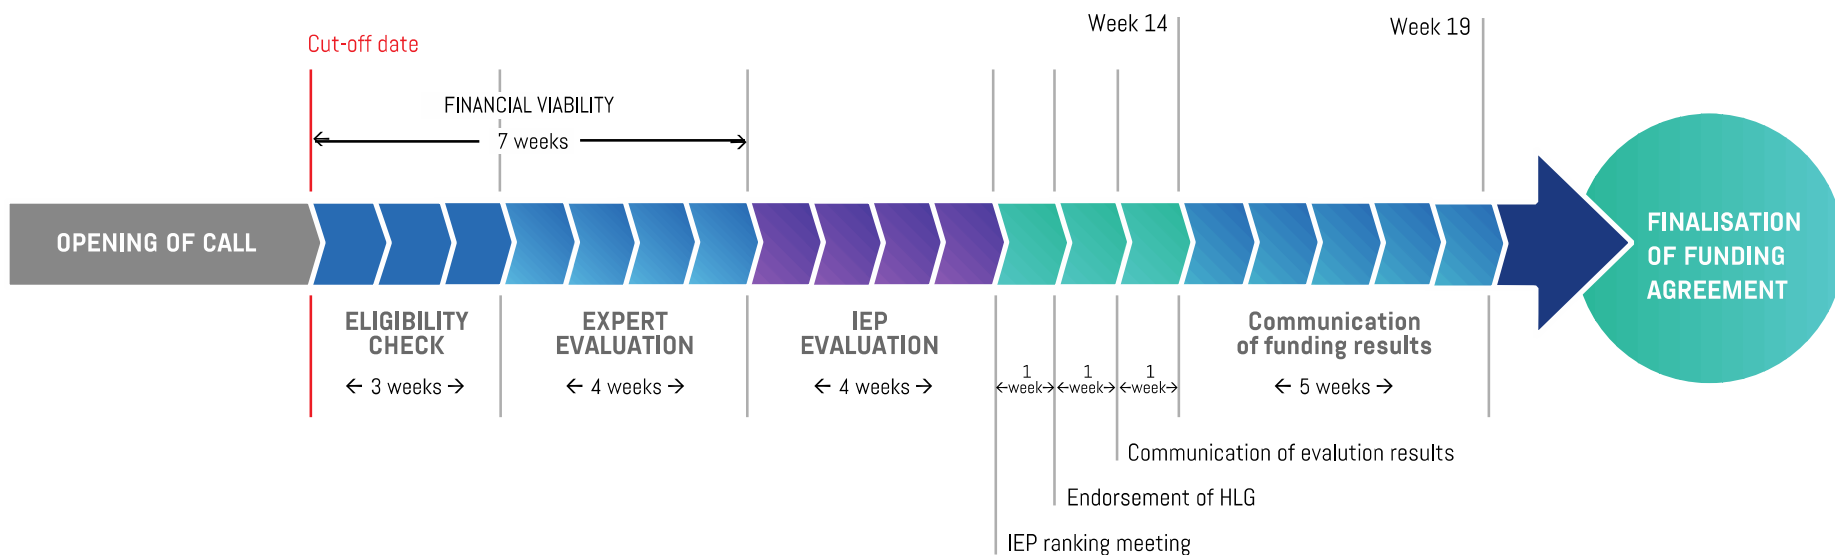 Week 14
Week 19
Cut-off date
FINANCIAL VIABILITY
7 weeks
OPENING OF CALL
FINALISATION
OF FUNDING
AGREEMENT
ELIGIBILITY
CHECK
← 3 weeks →
EXPERT
EVALUATION
← 4 weeks →
IEP
EVALUATION
← 4 weeks →
1
←week→
1
←week→
1
←week→
Communication
of funding results
← 5 weeks →
Communication of evalution results
Endorsement of HLG
IEP ranking meeting